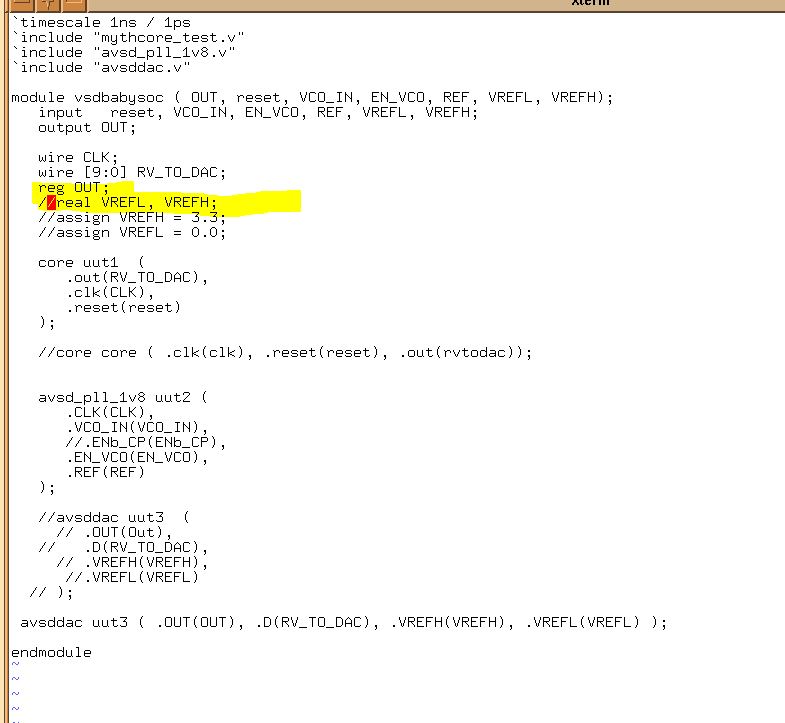 xterm
`timescale 1ns / 1ps
`include "mythcore_test.v"
`include "avsd_pll_1v8.v"
`include "avsddac.v"
module vsdbabysoc ( OUT, reset, VCO_IN, EN_VCO, REF, VREFL, VREFH);
input   reset, VCO_IN, EN_VCO, REF, VREFL, VREFH;
output OUT;
wire CLK;
wire [9:0] RV_TO_DAC;
reg OUT;
//real VREFL, VREFH;
//assign VREFH = 3.3;
//assign VREFL = 0.0;
core uut1  (
.out(RV_TO_DAC),
.clk(CLK),
.reset(reset)
);
//core core ( .clk(clk), .reset(reset), .out(rvtodac));
avsd_pll_1v8 uut2 (
.CLK(CLK),
.VCO_IN(VCO_IN),
//.ENb_CP(ENb_CP),
.EN_VCO(EN_VCO),
.REF(REF)
);
//avsddac uut3  (
// .OUT(Out),
//   .D(RV_TO_DAC),
// .VREFH(VREFH),
//.VREFL(VREFL)
// );
avsddac uut3 ( .OUT(OUT), .D(RV_TO_DAC), .VREFH(VREFH), .VREFL(VREFL) );
endmodule
~
~
~
~
~